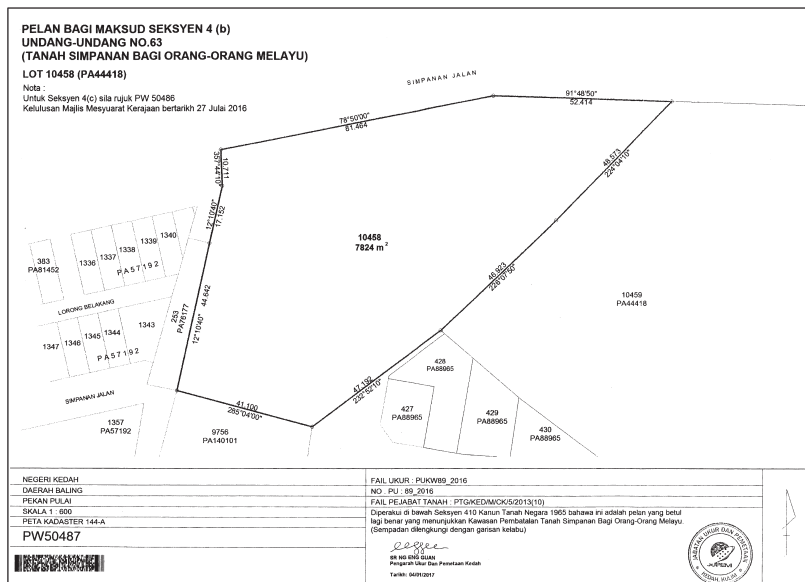 PELAN BAGI MAKSUD SEKSYEN 4 (b)
UNDANG-UNDANG NO.63
(TANAH SIMPANAN BAGI ORANG-ORANG MELAYU)
LOT 10458 (PA44418)
Nota :
Untuk Seksyen 4(c) sila rujuk PW 50486
Kelulusan Majlis Mesyuarat Kerajaan bertarikh 27 Julai 2016
SIMPANAN JALAN
91°48'50"
52.414
78°50'00"
81.464
357°44'10"
10.711
48.573
224°04'10"
12°10'40"
17.152
10458
7824 m²
1340
1339
1338
1337
1336
PA57192
383
PA81452
46.923
226°07'50"
10459
PA44418
LORONG BELAKANG
253
PA76177
44.642
12°10'40"
1343
1344
1345
1346
1347
PA57192
SIMPANAN JALAN
47.192
232°52'10"
428
PA88965
427
PA88965
429
PA88965
430
PA88965
41.100
285°04'00"
1357
PA57192
9756
PA140101
NEGERI KEDAH
DAERAH BALING
PEKAN PULAI
SKALA 1 : 600
PETA KADASTER 144-A
PW50487
FAIL UKUR : PUKW89_2016
NO : PU : 89_2016
FAIL PEJABAT TANAH : PTG/KED/M/CK/5/2013(10)
Diperakui di bawah Seksyen 410 Kanun Tanah Negara 1965 bahawa ini adalah pelan yang betul
lagi benar yang menunjukkan Kawasan Pembatalan Tanah Simpanan Bagi Orang-Orang Melayu.
(Sempadan dilengkungi dengan garisan kelabu)
SR NG ENG GUAN
Pengarah Ukur Dan Pemetaan Kedah
Tarikh: 04/01/2017
JABATAN UKUR DAN PEMETAAN
JUPEM
KEDAH, KULIM